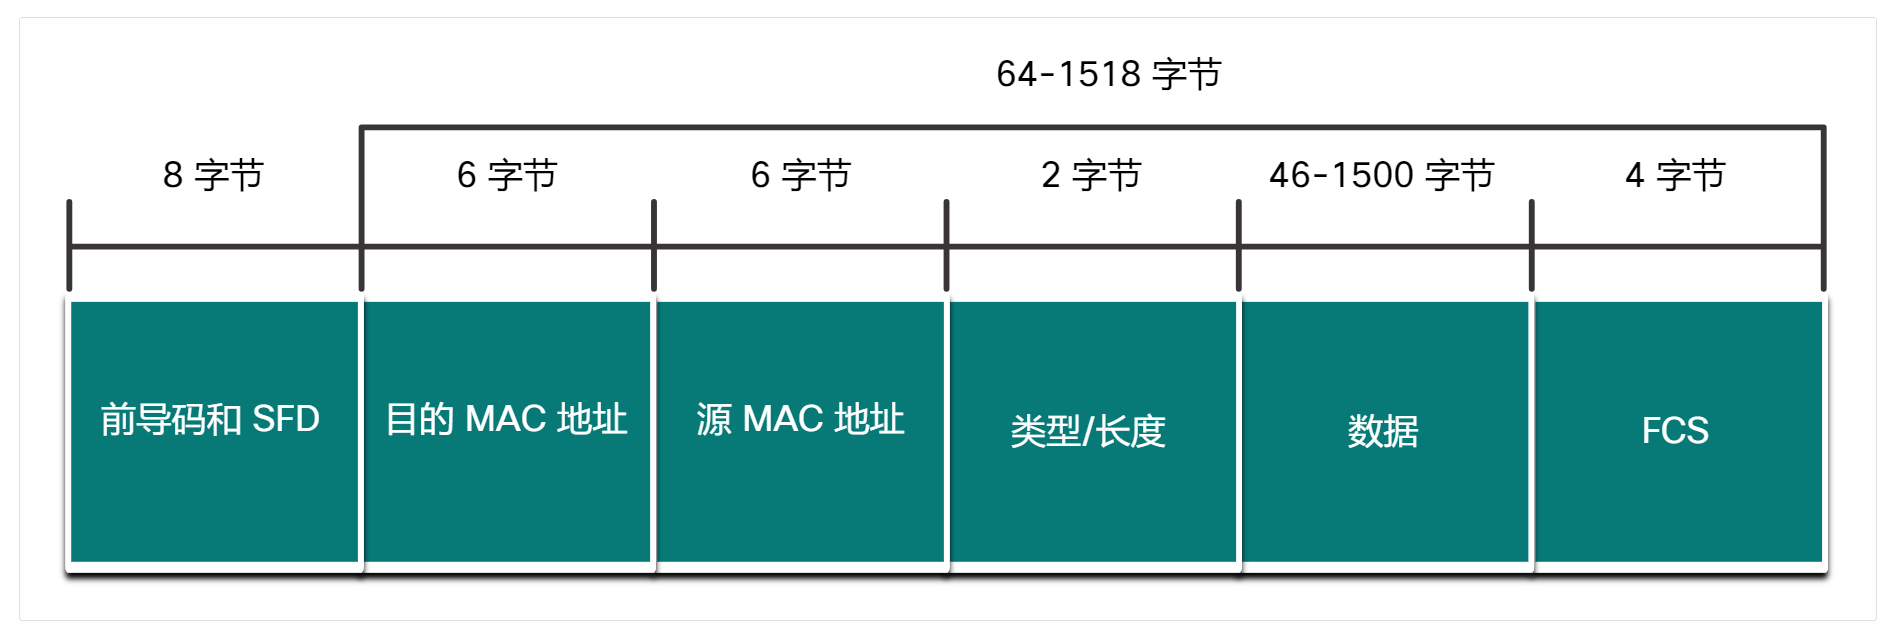 64-1518 字节
8 字节
6 字节
6 字节
2 字节
46-1500 字节
4 字节
前导码和 SFD
目的 MAC 地址
源 MAC 地址
类型/长度
数据
FCS